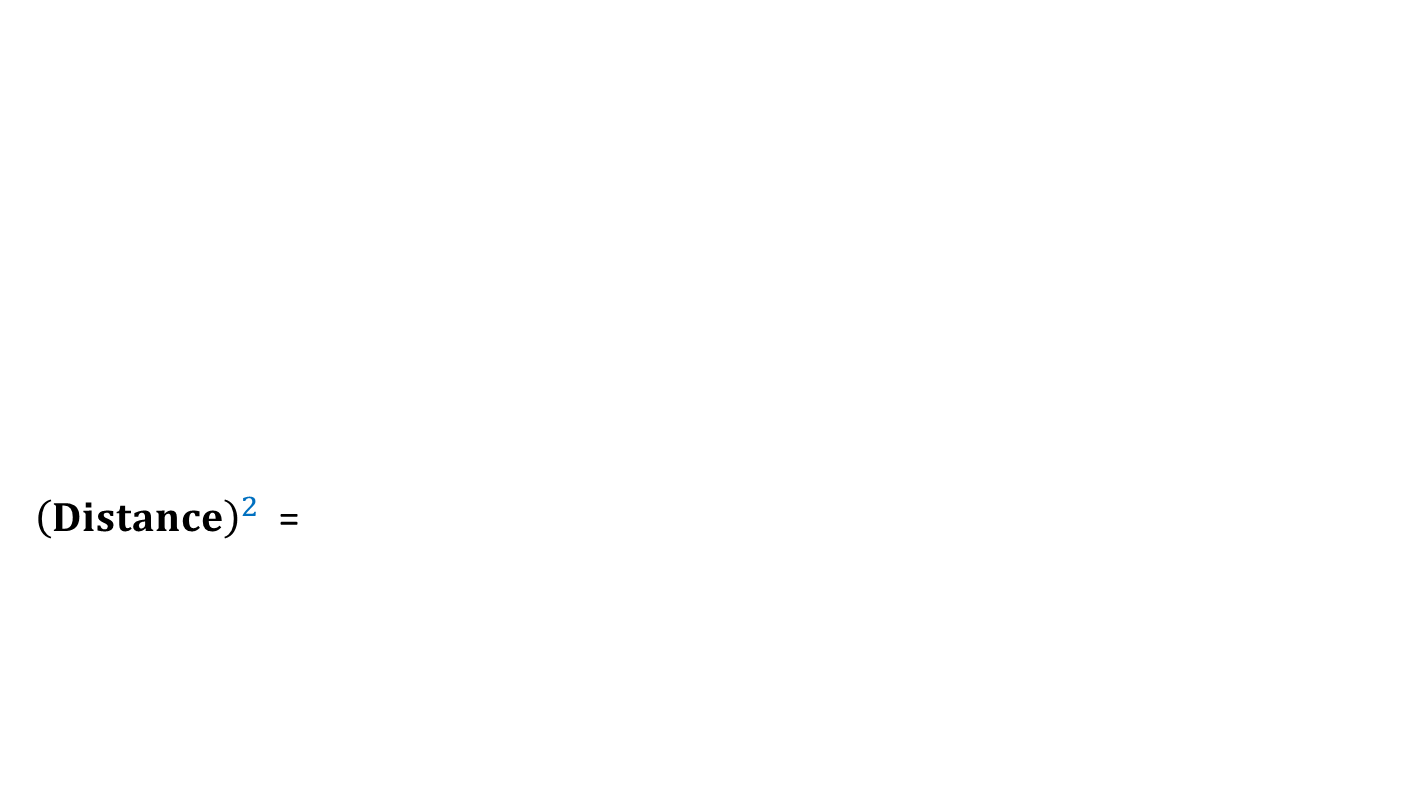 (Distance)² =